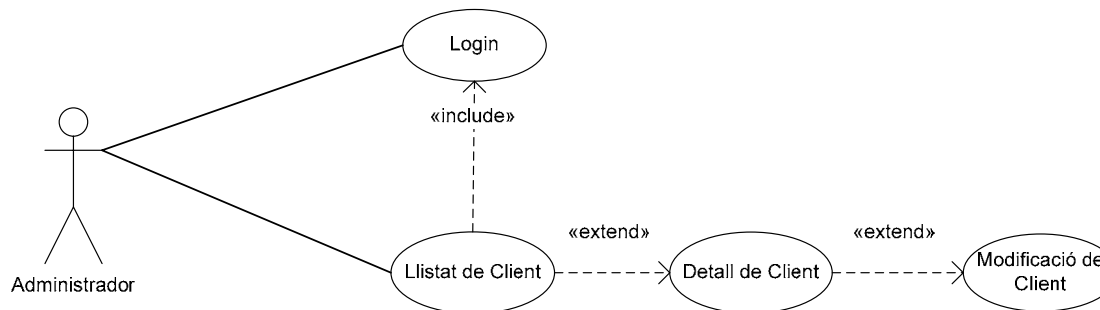 Login
«include»
Administrador
Llistat de Client
«extend»
Detall de Client
«extend»
Modificació de
Client